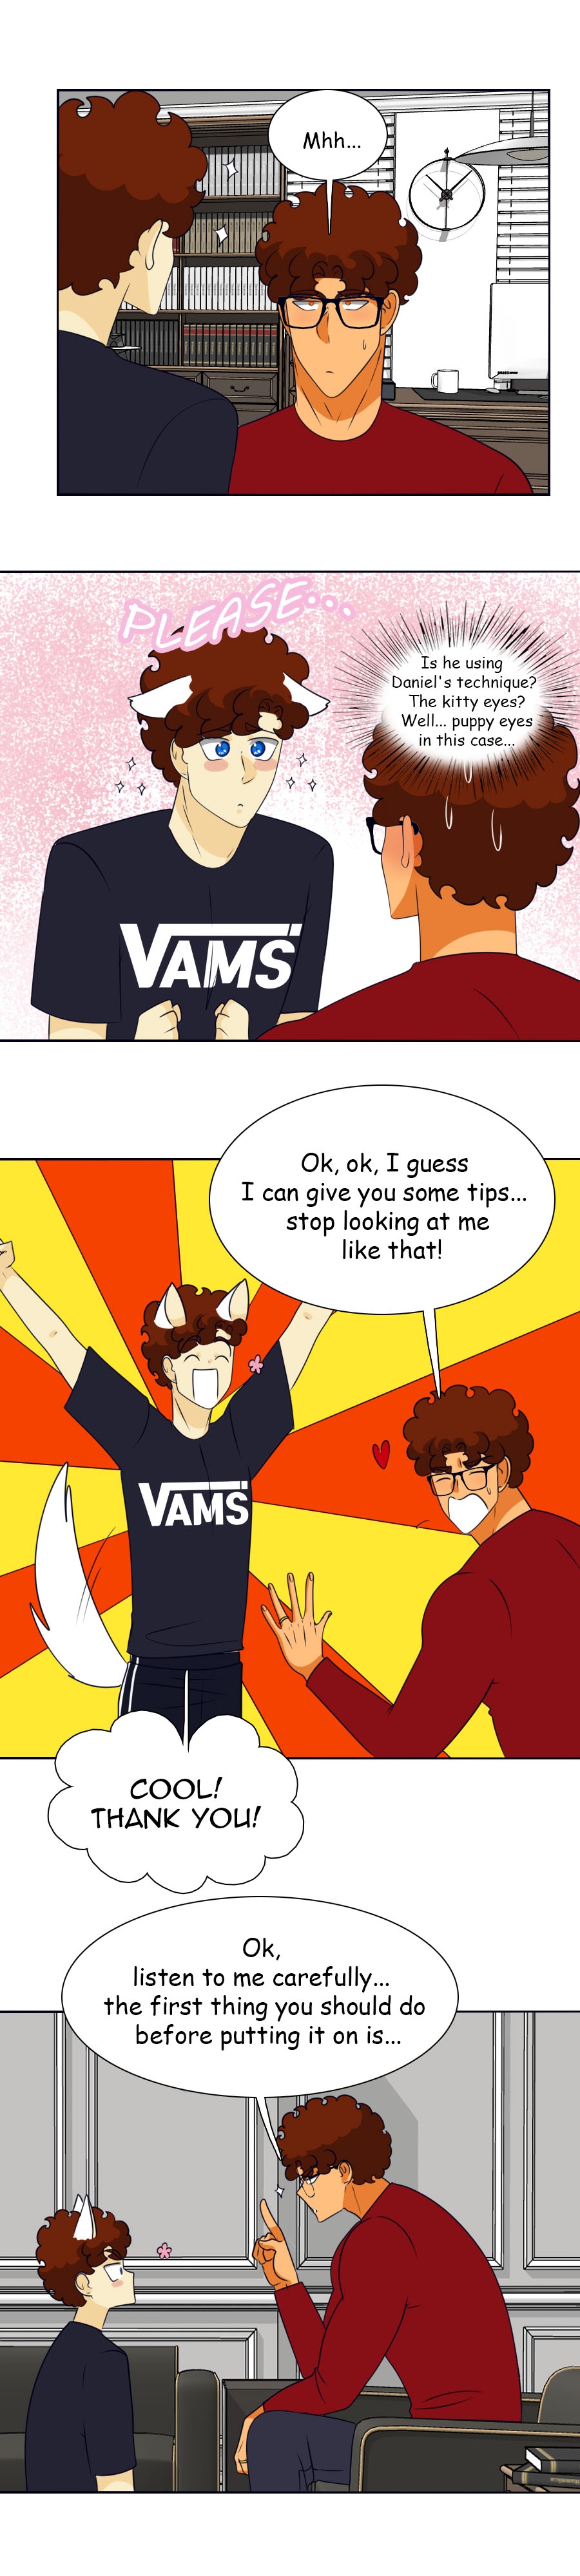 Mhh...
PLEASE...
Is he using
Daniel's technique?
The kitty eyes?
Well... puppy eyes
in this case...
VAMS
Ok, ok, I guess
I can give you some tips...
stop looking at me
like that!
VAMS
COOL!
THANK YOU!
Ok,
listen to me carefully...
the first thing you should do
before putting it on is...